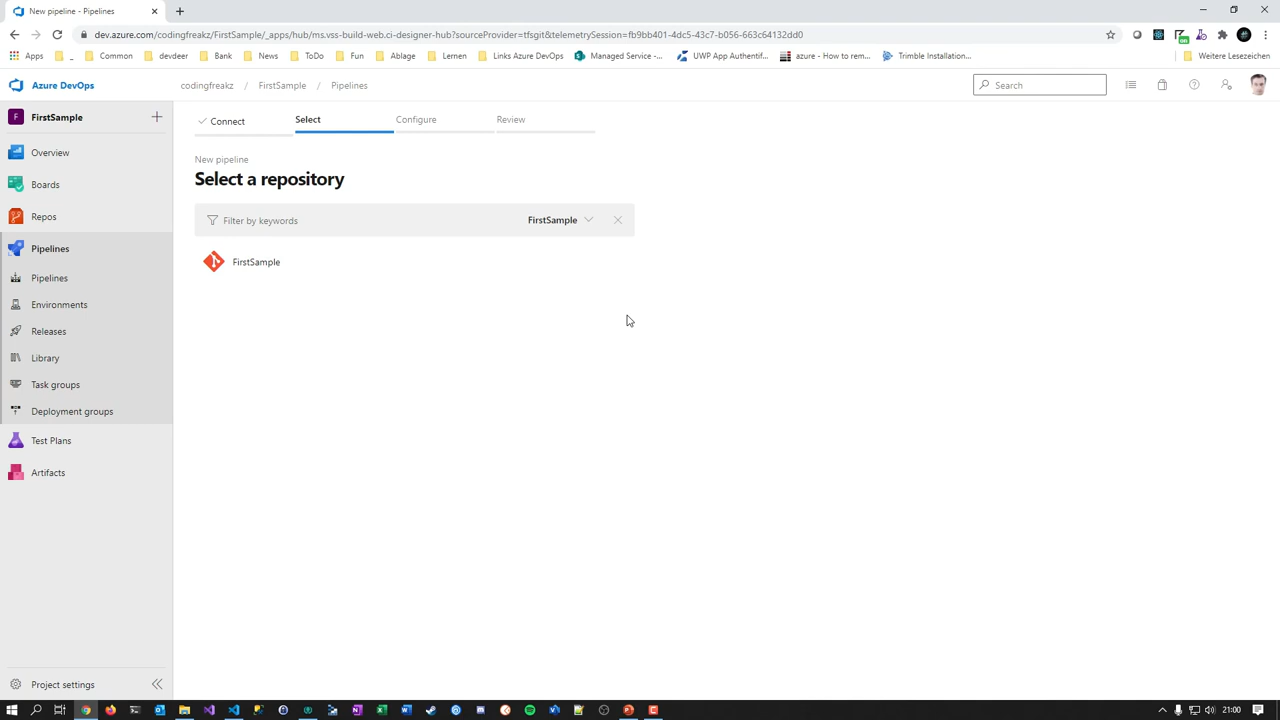 New pipeline - Pipelines
dev.azure.com/codingfreakz/FirstSample/_apps/hub/ms.vss-build-web.ci-designer-hub?sourceProvider=tfsgit&telemetrySession=fb9bb401-4dc5-43c7-b056-663c64132dd0
Apps
_
Common
devdeer
Bank
News
Fun
ToDo
Ablage
Lernen
Links Azure DevOps
Managed Service -...
UWP App Authentif...
azure - How to rem...
Trimble Installation...
Weitere Lesezeichen
Azure DevOps
codingfreakz / FirstSample / Pipelines
Search
F FirstSample
Overview
Boards
Repos
Pipelines
Pipelines
Environments
Releases
Library
Task groups
Deployment groups
Test Plans
Artifacts
Project settings
Connect
Select
Configure
Review
New pipeline
Select a repository
Filter by keywords
FirstSample
FirstSample
21:00